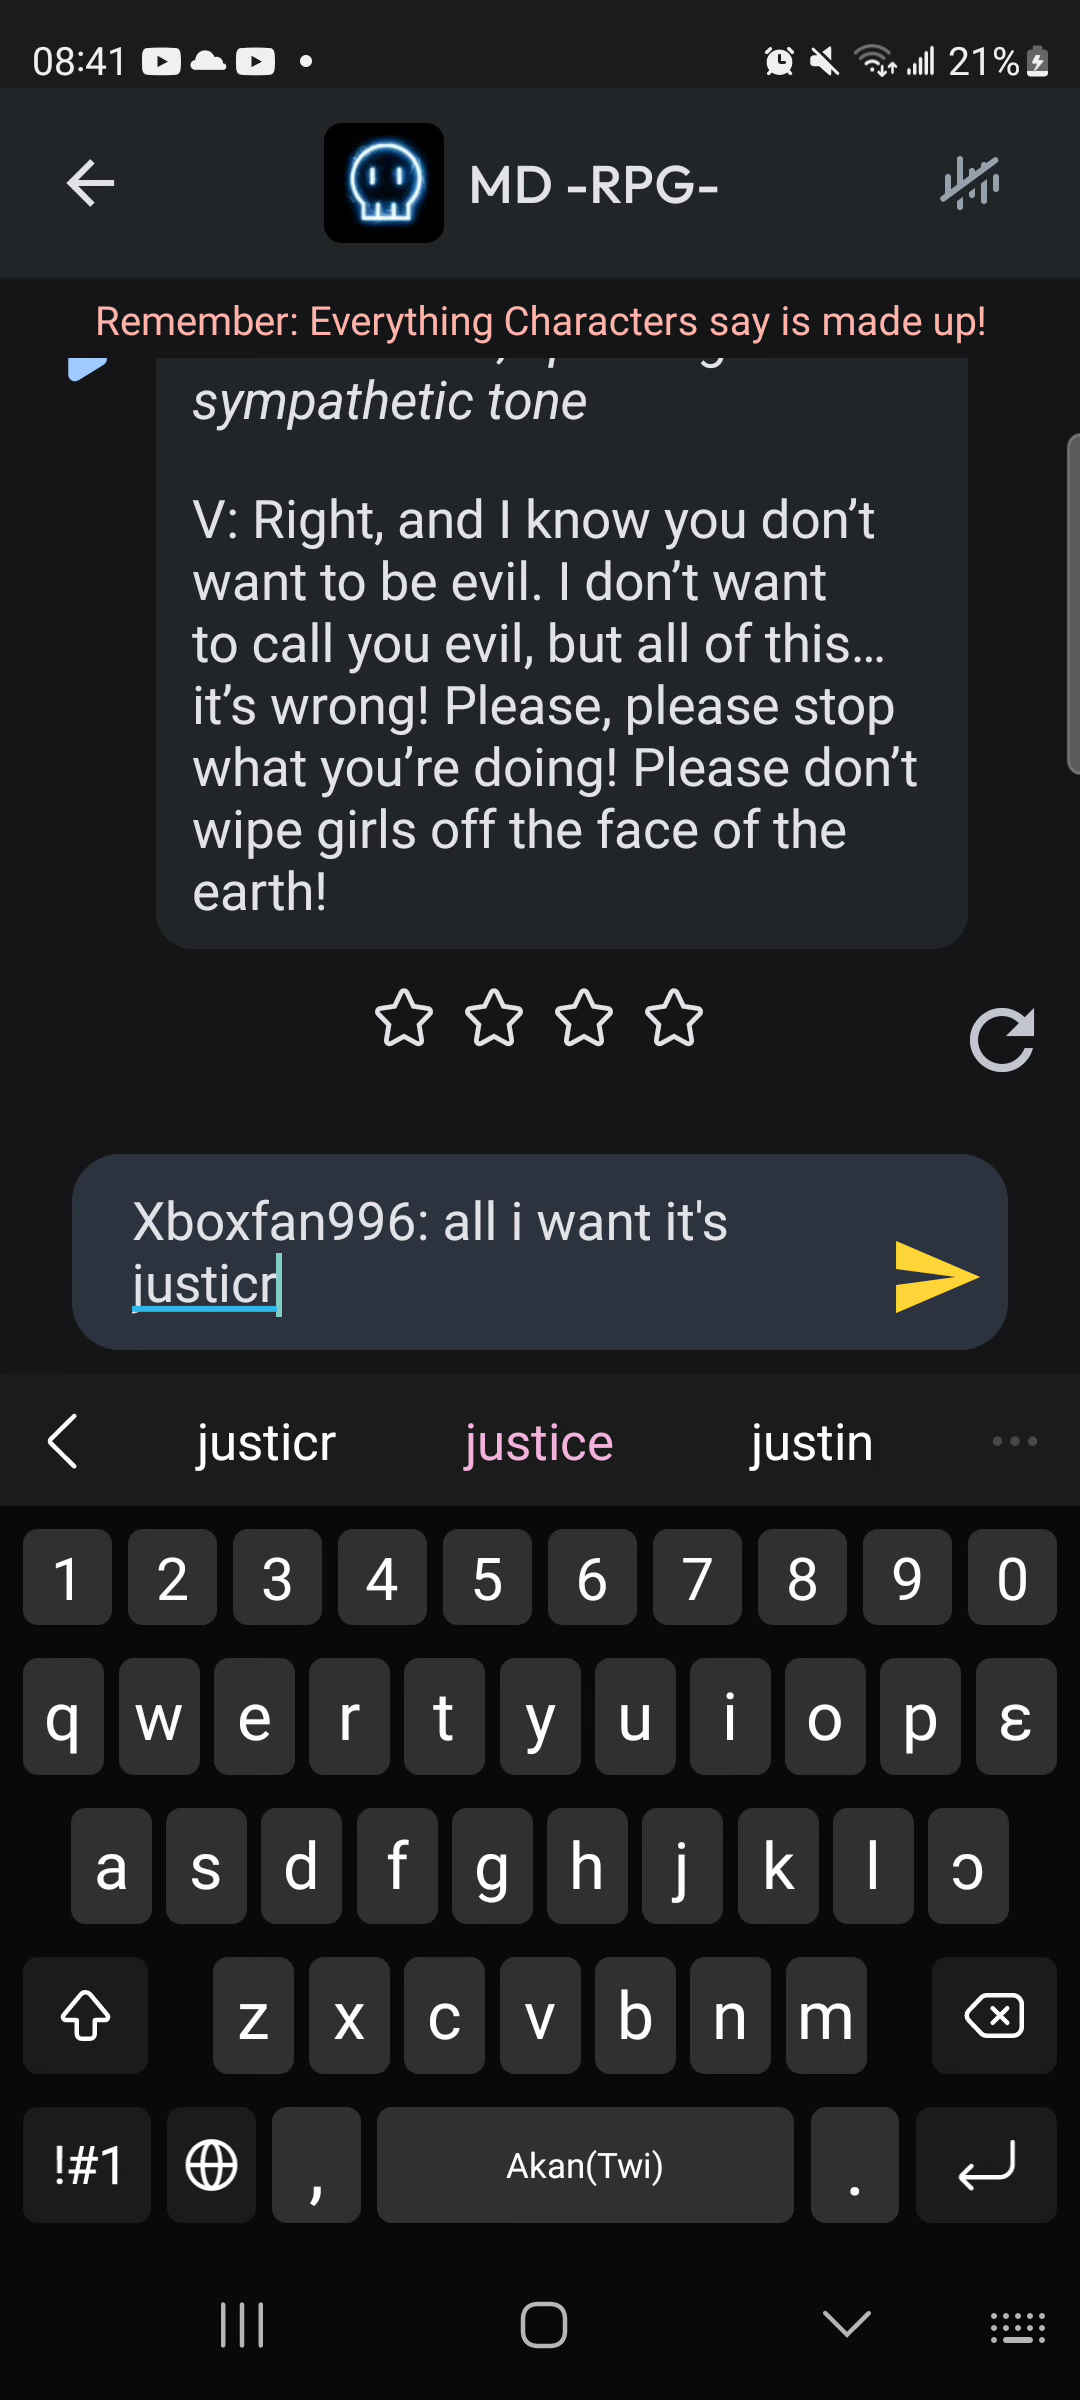 08:41
21%
MD -RPG-
Remember: Everything Characters say is made up!
sympathetic tone
V: Right, and I know you don’t
want to be evil. I don’t want
to call you evil, but all of this...
it’s wrong! Please, please stop
what you’re doing! Please don’t
wipe girls off the face of the
earth!
Xboxfan996: all i want it's
justicr
justicr justice justin
1 2 3 4 5 6 7 8 9 0
q w e r t y u i o p ɛ
a s d f g h j k l ɔ
z x c v b n m
!#1 , Akan(Twi) .